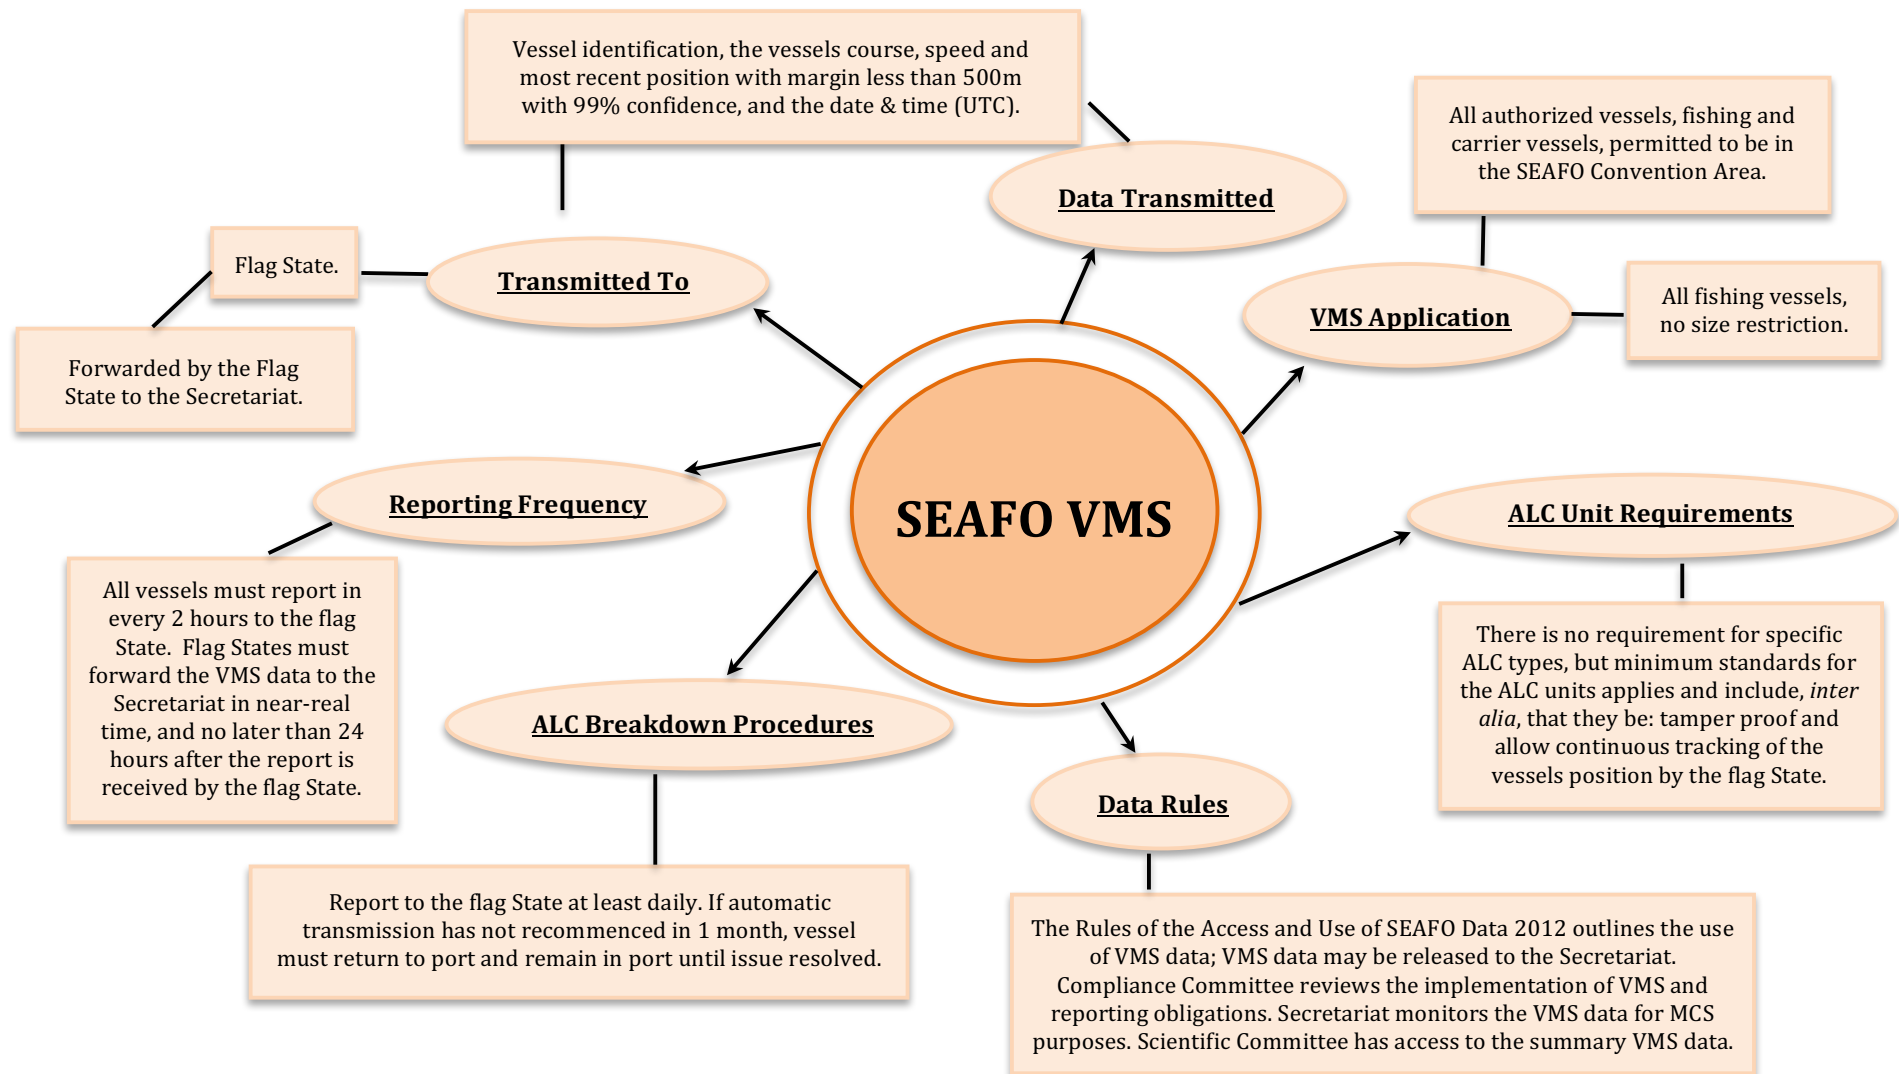 Vessel identification, the vessels course, speed and
most recent position with margin less than 500m
with 99% confidence, and the date & time (UTC).
All authorized vessels, fishing and
carrier vessels, permitted to be in
the SEAFO Convention Area.
Data Transmitted
Flag State.
Transmitted To
VMS Application
All fishing vessels,
no size restriction.
Forwarded by the Flag
State to the Secretariat.
Reporting Frequency
SEAFO VMS
ALC Unit Requirements
All vessels must report in
every 2 hours to the flag
State.  Flag States must
forward the VMS data to the
Secretariat in near-real
time, and no later than 24
hours after the report is
received by the flag State.
There is no requirement for specific
ALC types, but minimum standards for
the ALC units applies and include, inter
alia, that they be: tamper proof and
allow continuous tracking of the
vessels position by the flag State.
ALC Breakdown Procedures
Data Rules
Report to the flag State at least daily. If automatic
transmission has not recommenced in 1 month, vessel
must return to port and remain in port until issue resolved.
The Rules of the Access and Use of SEAFO Data 2012 outlines the use
of VMS data; VMS data may be released to the Secretariat.
Compliance Committee reviews the implementation of VMS and
reporting obligations. Secretariat monitors the VMS data for MCS
purposes. Scientific Committee has access to the summary VMS data.